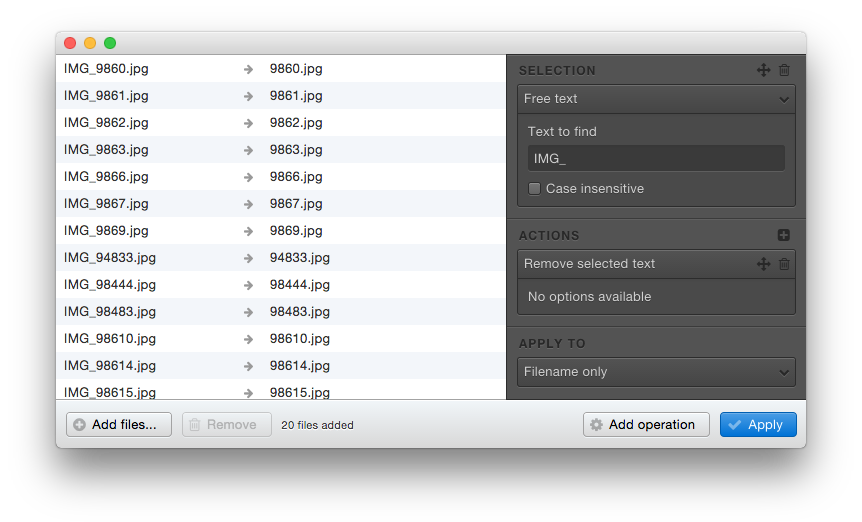 IMG_9860.jpg 9860.jpg
IMG_9861.jpg 9861.jpg
IMG_9862.jpg 9862.jpg
IMG_9863.jpg 9863.jpg
IMG_9866.jpg 9866.jpg
IMG_9867.jpg 9867.jpg
IMG_9869.jpg 9869.jpg
IMG_94833.jpg 94833.jpg
IMG_98444.jpg 98444.jpg
IMG_98483.jpg 98483.jpg
IMG_98610.jpg 98610.jpg
IMG_98614.jpg 98614.jpg
IMG_98615.jpg 98615.jpg
SELECTION
Free text
Text to find
IMG_
Case insensitive
ACTIONS
Remove selected text
No options available
APPLY TO
Filename only
Add files... Remove 20 files added Add operation Apply